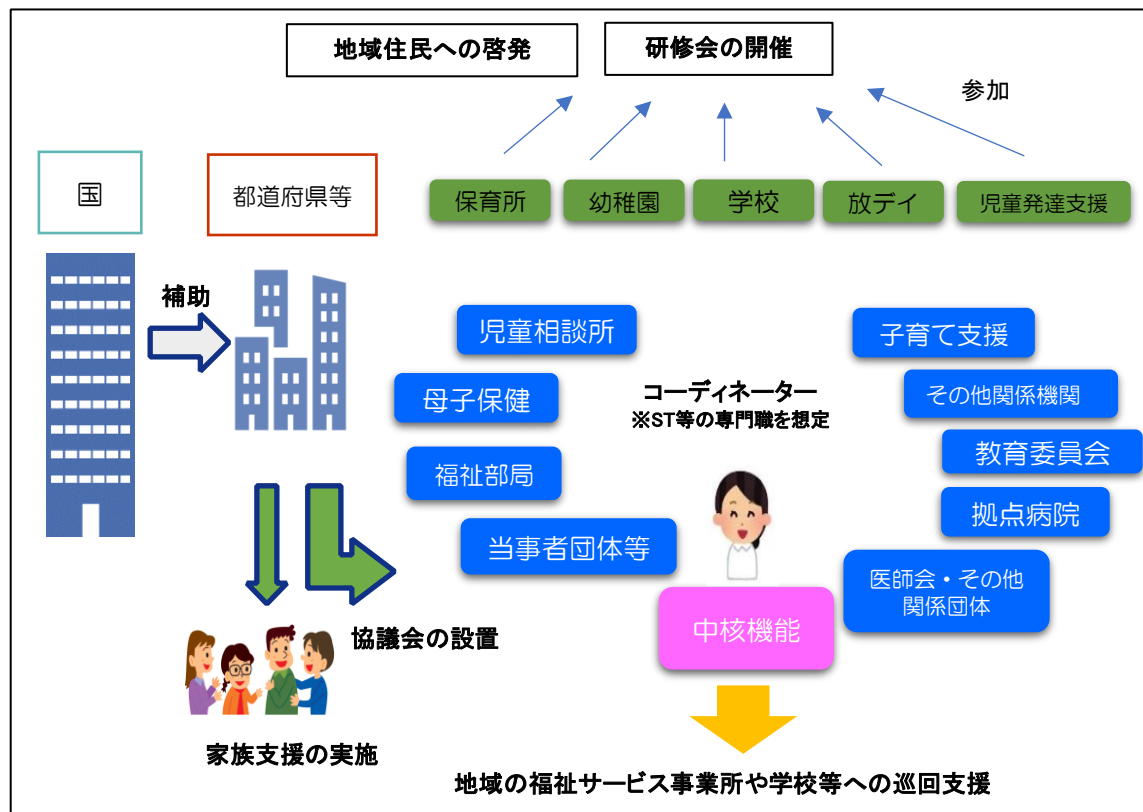 地域住民への啓発
研修会の開催
参加
国
都道府県等
保育所
幼稚園
学校
放デイ
児童発達支援
補助
児童相談所
子育て支援
母子保健
コーディネーター
※ST等の専門職を想定
その他関係機関
福祉部局
教育委員会
拠点病院
当事者団体等
医師会・その他
関係団体
中核機能
協議会の設置
家族支援の実施
地域の福祉サービス事業所や学校等への巡回支援